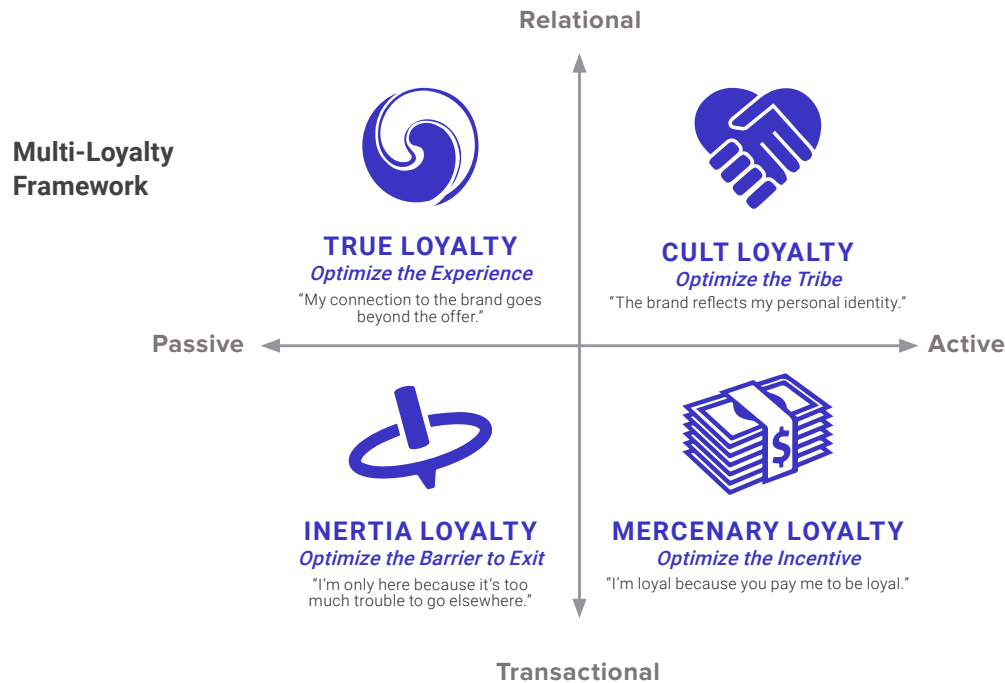 Relational
Multi-Loyalty
Framework
TRUE LOYALTY
Optimize the Experience
“My connection to the brand goes
beyond the offer.”
CULT LOYALTY
Optimize the Tribe
“The brand reflects my personal identity.”
Passive
Active
$
INERTIA LOYALTY
Optimize the Barrier to Exit
“I’m only here because it’s too
much trouble to go elsewhere.”
MERCENARY LOYALTY
Optimize the Incentive
“I’m loyal because you pay me to be loyal.”
Transactional